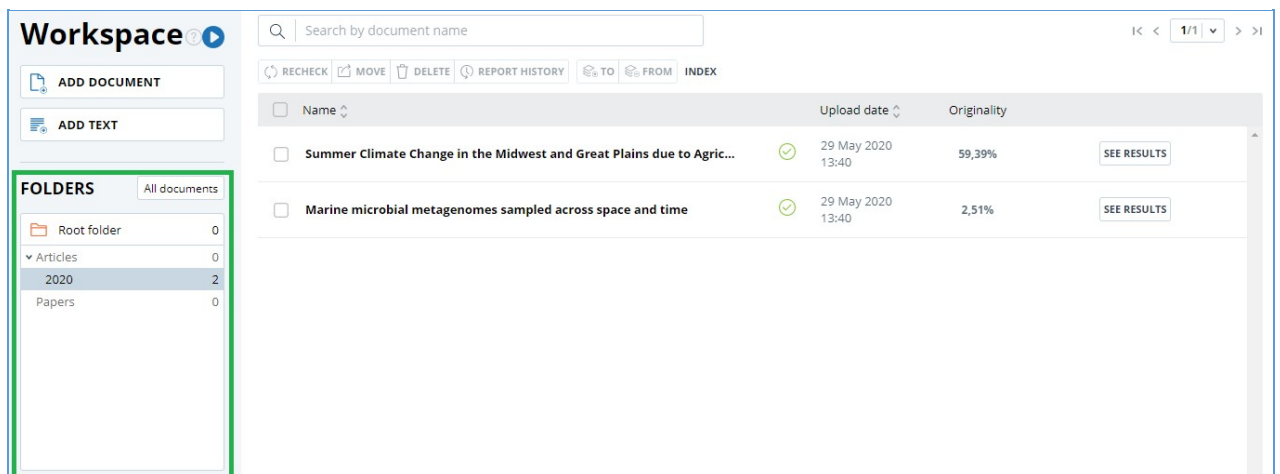 Workspace ?
ADD DOCUMENT
ADD TEXT
FOLDERS All documents
Root folder 0
Articles 0
2020 2
Papers 0
Search by document name
1/1
RECHECK MOVE DELETE REPORT HISTORY TO FROM INDEX
Name Upload date Originality
Summer Climate Change in the Midwest and Great Plains due to Agric... 29 May 2020 13:40 59,39% SEE RESULTS
Marine microbial metagenomes sampled across space and time 29 May 2020 13:40 2,51% SEE RESULTS